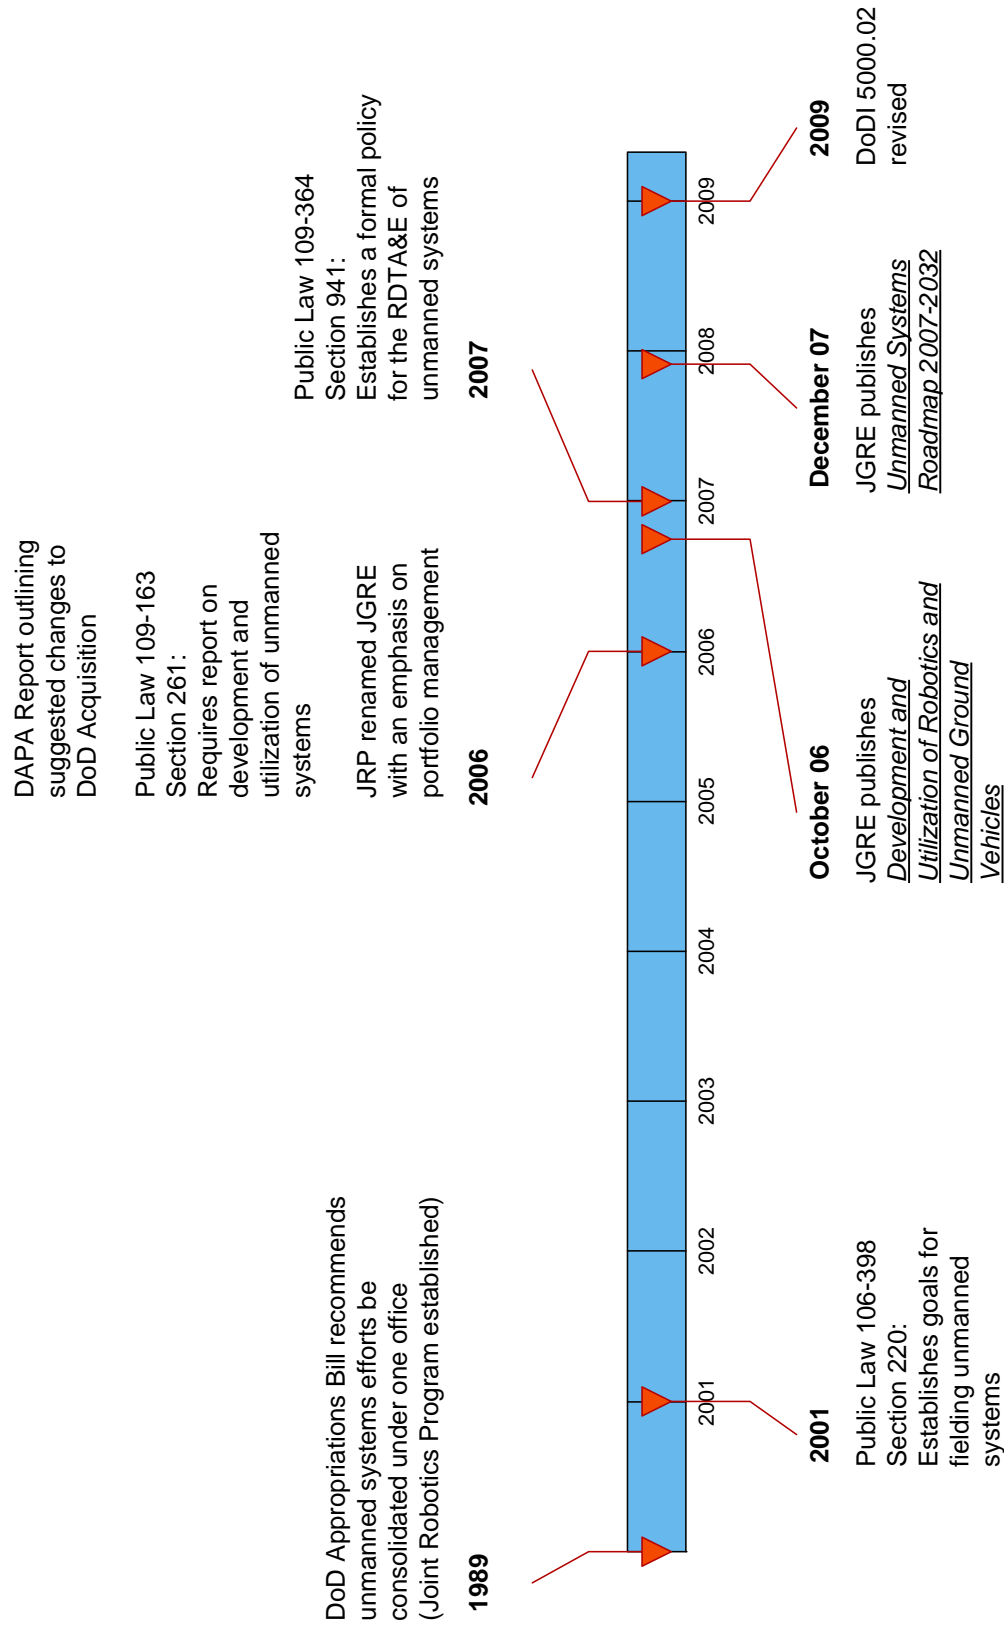 DoD Appropriations Bill recommends
unmanned systems efforts be
consolidated under one office
(Joint Robotics Program established)
1989
DAPA Report outlining
suggested changes to
DoD Acquisition
Public Law 109-163
Section 261:
Requires report on
development and
utilization of unmanned
systems
JRP renamed JGRE
with an emphasis on
portfolio management
2006
Public Law 109-364
Section 941:
Establishes a formal policy
for the RDTA&E of
unmanned systems
2007
2001
2002
2003
2004
2005
2006
2007
2008
2009
2001
Public Law 106-398
Section 220:
Establishes goals for
fielding unmanned
systems
October 06
JGRE publishes
Development and
Utilization of Robotics and
Unmanned Ground
Vehicles
December 07
JGRE publishes
Unmanned Systems
Roadmap 2007-2032
2009
DoDI 5000.02
revised